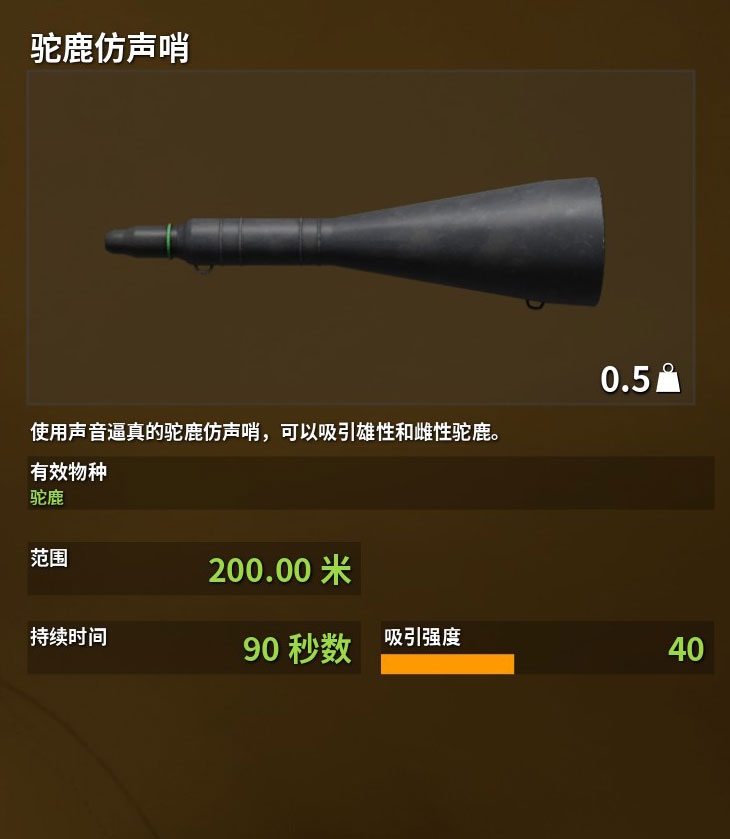 驼鹿仿声哨
0.5
使用声音逼真的驼鹿仿声哨，可以吸引雄性和雌性驼鹿。
有效物种
驼鹿
范围
200.00 米
持续时间
90 秒数
吸引强度
40